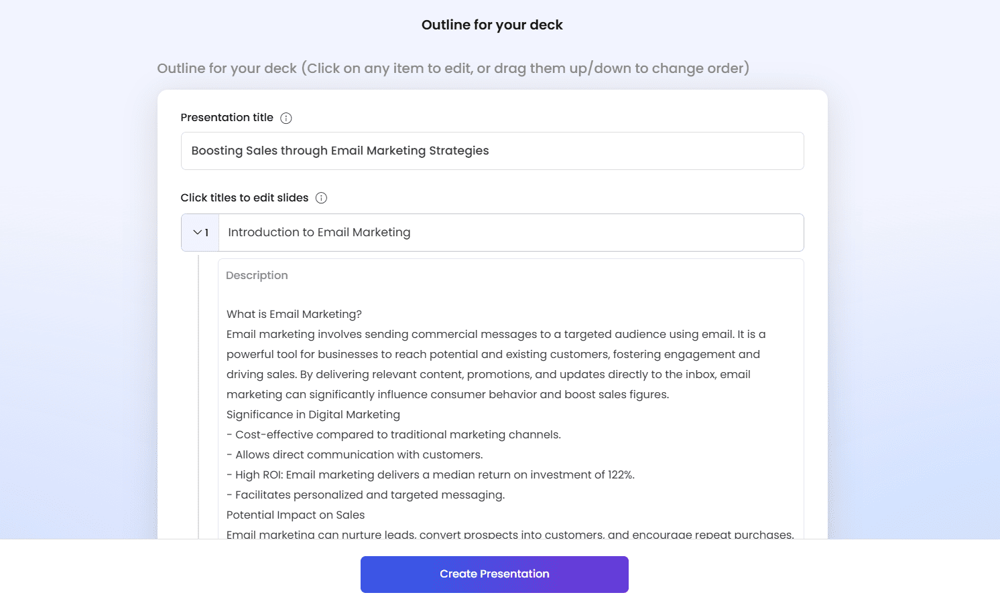 Outline for your deck
Outline for your deck (Click on any item to edit, or drag them up/down to change order)
Presentation title
Boosting Sales through Email Marketing Strategies
Click titles to edit slides
1 Introduction to Email Marketing
Description
What is Email Marketing?
Email marketing involves sending commercial messages to a targeted audience using email. It is a
powerful tool for businesses to reach potential and existing customers, fostering engagement and
driving sales. By delivering relevant content, promotions, and updates directly to the inbox, email
marketing can significantly influence consumer behavior and boost sales figures.
Significance in Digital Marketing
- Cost-effective compared to traditional marketing channels.
- Allows direct communication with customers.
- High ROI: Email marketing delivers a median return on investment of 122%.
- Facilitates personalized and targeted messaging.
Potential Impact on Sales
Email marketing can nurture leads, convert prospects into customers, and encourage repeat purchases.
Create Presentation